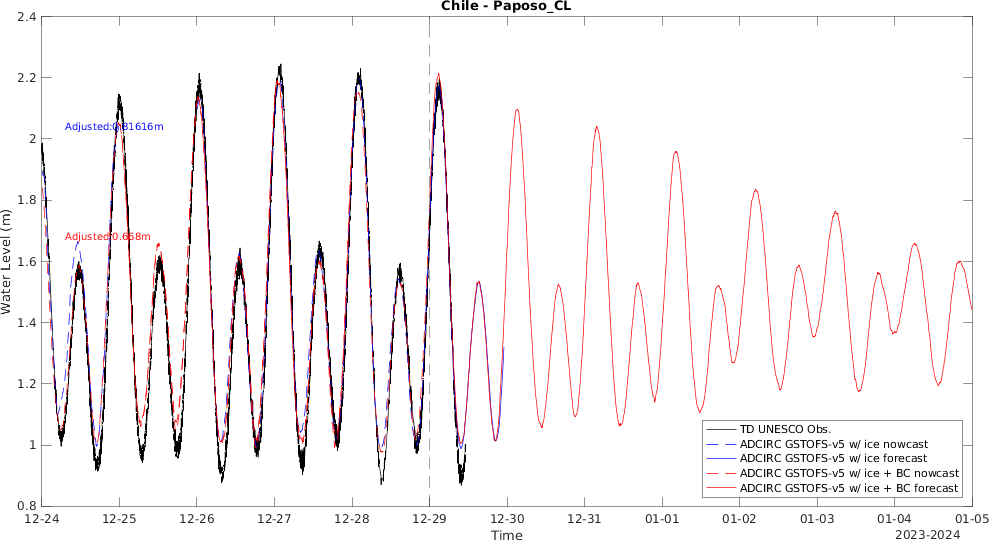 Chile - Paposo_CL
2.4
2.2
2
1.8
1.6
1.4
1.2
1
0.8
Water Level (m)
Adjusted:0.81616m
Adjusted:0.668m
TD UNESCO Obs.
ADCIRC GSTOFS-v5 w/ ice nowcast
ADCIRC GSTOFS-v5 w/ ice forecast
ADCIRC GSTOFS-v5 w/ ice + BC nowcast
ADCIRC GSTOFS-v5 w/ ice + BC forecast
12-24 12-25 12-26 12-27 12-28 12-29 12-30 12-31 01-01 01-02 01-03 01-04 01-05
Time
2023-2024